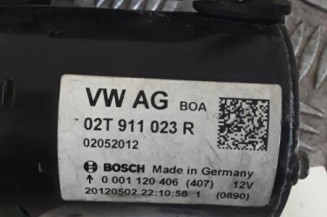 VW AG BOA
02T 911 023 R
02052012
BOSCH Made in Germany
0 001 120 406 (407) 12V
20120502.22:10:58 1 (0890)